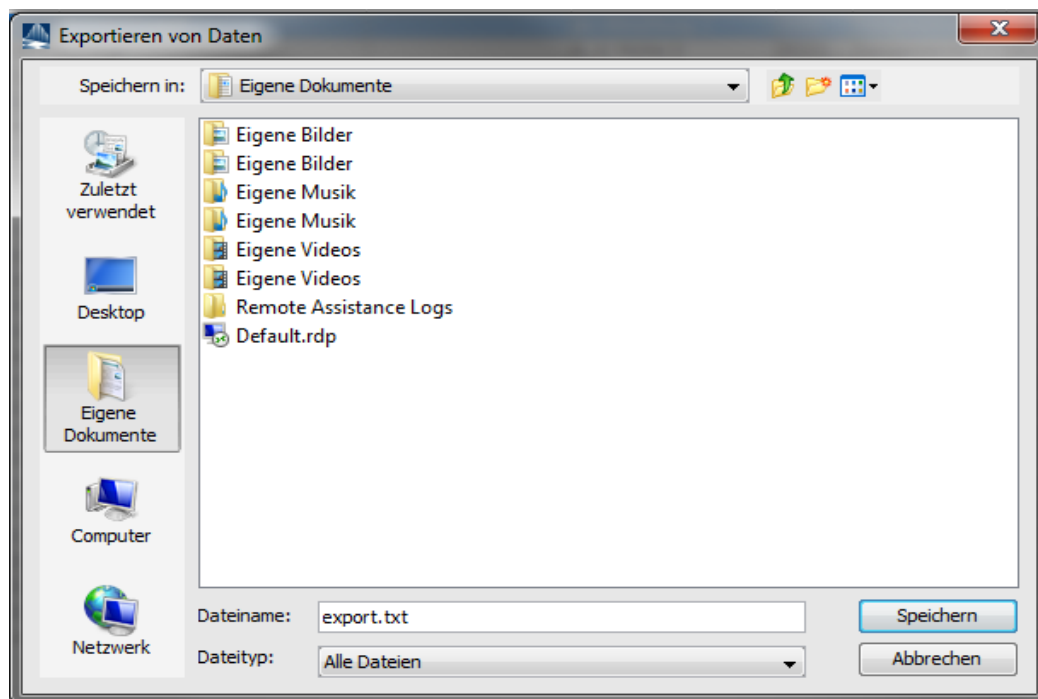 Exportieren von Daten
Speichern in:
Eigene Dokumente
Zuletzt
verwendet
Desktop
Eigene
Dokumente
Computer
Netzwerk
Eigene Bilder
Eigene Bilder
Eigene Musik
Eigene Musik
Eigene Videos
Eigene Videos
Remote Assistance Logs
Default.rdp
Dateiname:
export.txt
Speichern
Dateityp:
Alle Dateien
Abbrechen